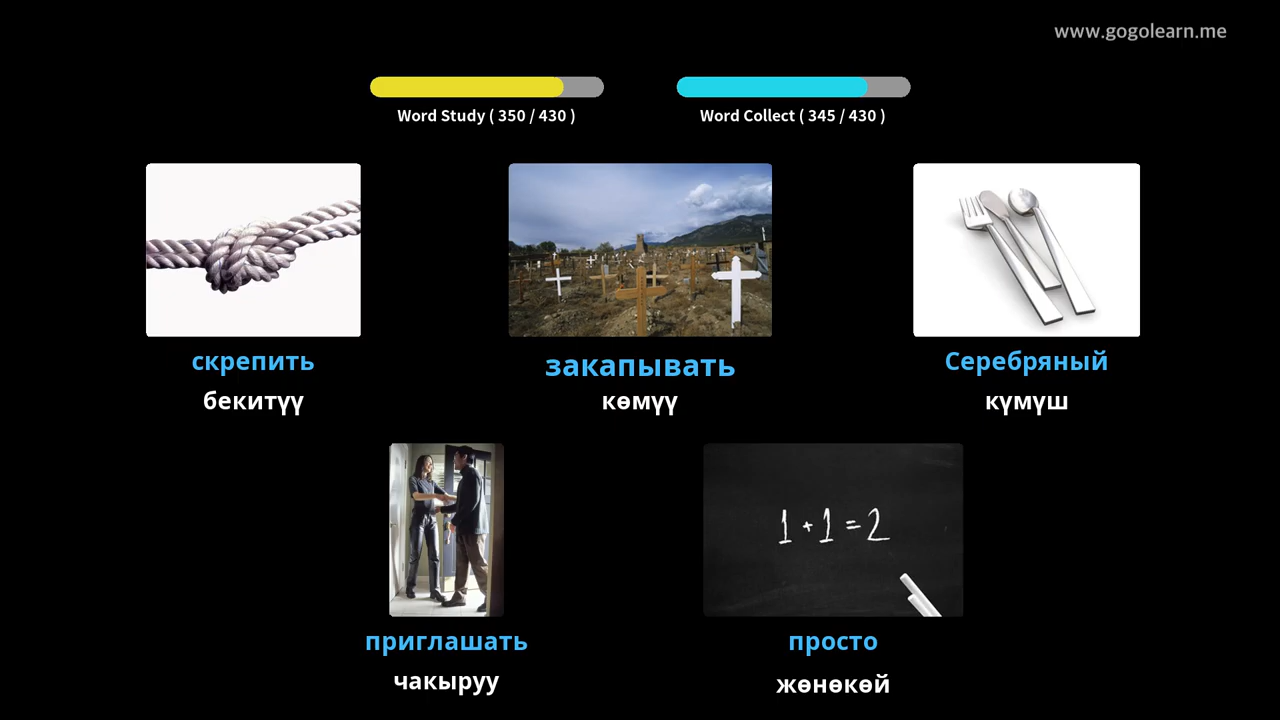 www.gogolearn.me
Word Study ( 350 / 430 )
Word Collect ( 345 / 430 )
скрепить
бекитүү
закапывать
көмүү
Серебряный
күмүш
приглашать
чакыруу
1 + 1 = 2
просто
жөнөкөй